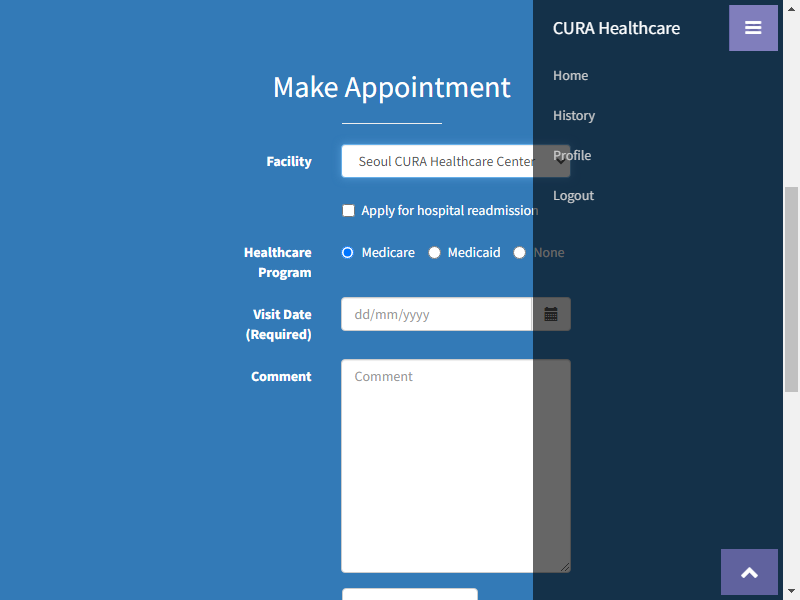 CURA Healthcare
Home
History
Profile
Logout
Make Appointment
Facility
Seoul CURA Healthcare Center
Apply for hospital readmission
Healthcare
Program
Medicare Medicaid None
Visit Date
(Required)
dd/mm/yyyy
Comment
Comment